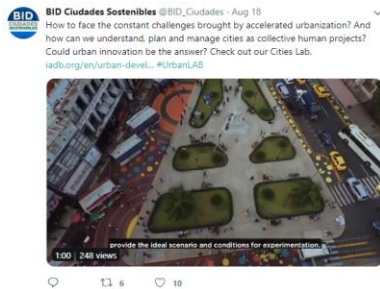 BID
CIUDADES
SOSTENIBLES
BID Ciudades Sostenibles @BID_Ciudades · Aug 18
How to face the constant challenges brought by accelerated urbanization? And
how can we understand, plan and manage cities as collective human projects?
Could urban innovation be the answer? Check out our Cities Lab.
iadb.org/en/urban-devel... #UrbanLAB
provide the ideal scenario and conditions for experimentation.
1:00 248 views
6 10